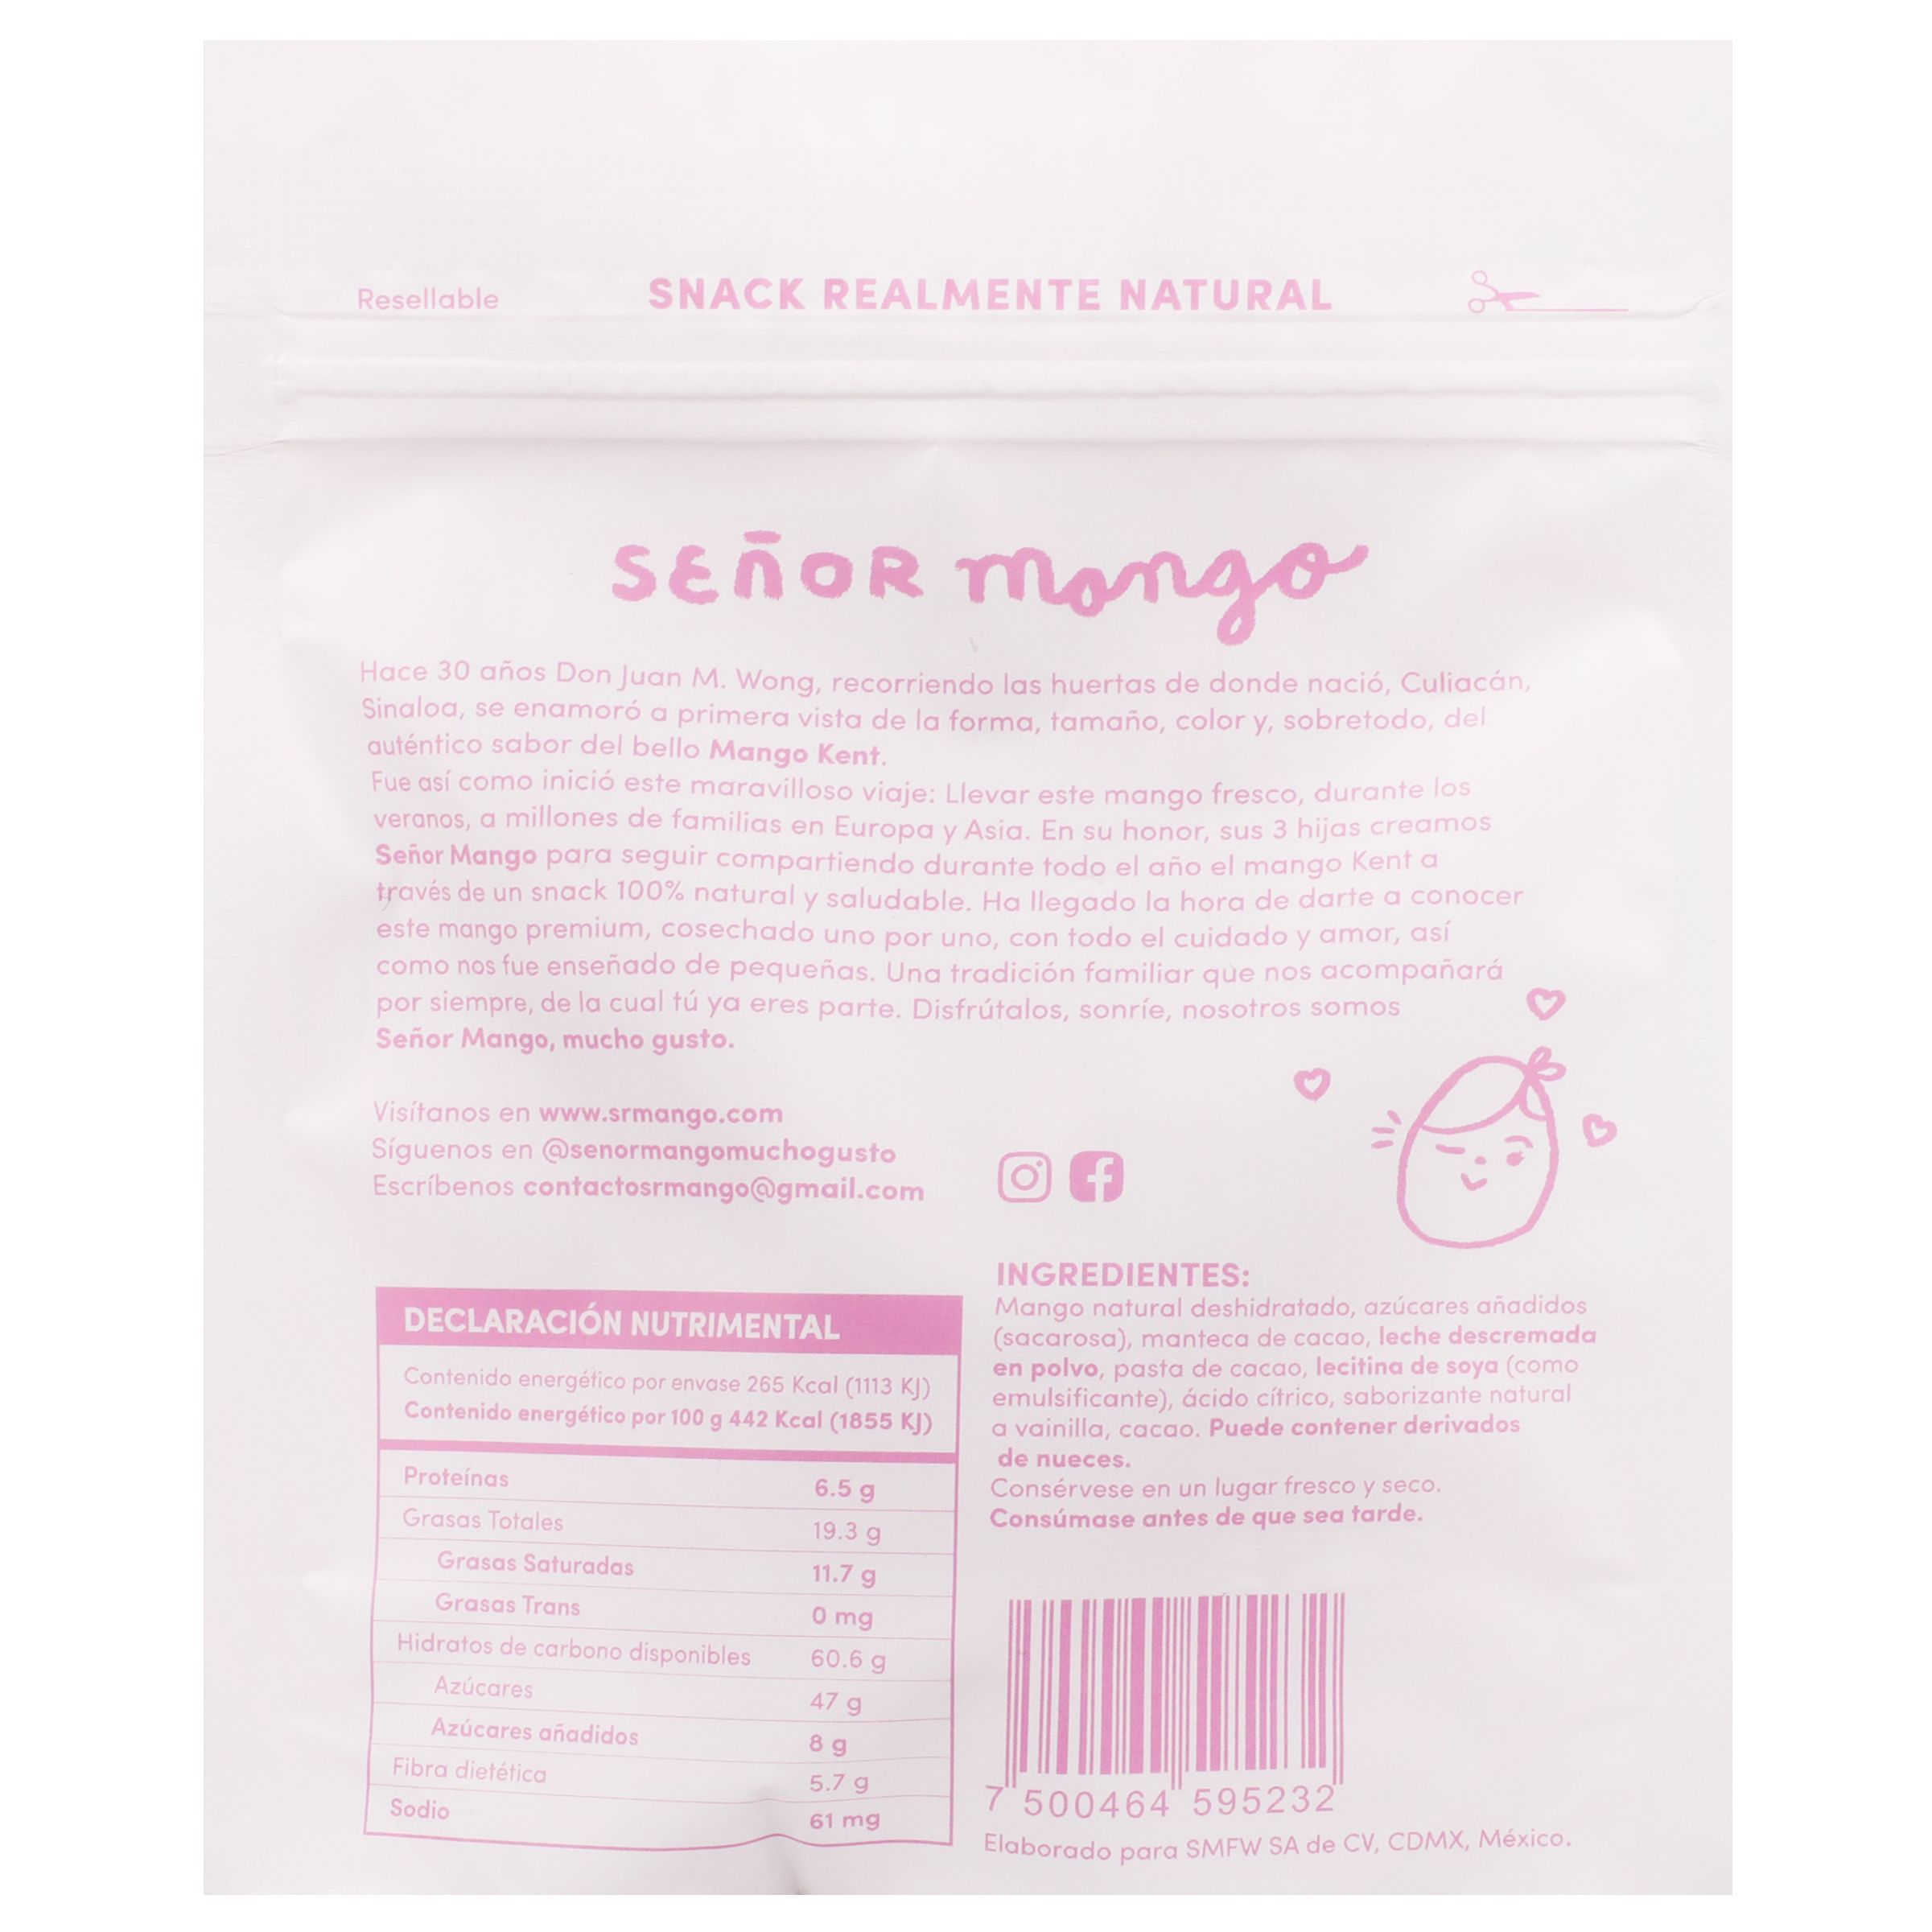 Resellable
SNACK REALMENTE NATURAL
SEÑOR mango
Hace 30 años Don Juan M. Wong, recorriendo las huertas de donde nació, Culiacán,
Sinaloa, se enamoró a primera vista de la forma, tamaño, color y, sobretodo, del
auténtico sabor del bello Mango Kent.
Fue así como inició este maravilloso viaje: Llevar este mango fresco, durante los
veranos, a millones de familias en Europa y Asia. En su honor, sus 3 hijas creamos
Señor Mango para seguir compartiendo durante todo el año el mango Kent a
través de un snack 100% natural y saludable. Ha llegado la hora de darte a conocer
este mango premium, cosechado uno por uno, con todo el cuidado y amor, así
como nos fue enseñado de pequeñas. Una tradición familiar que nos acompañará
por siempre, de la cual tú ya eres parte. Disfrútalos, sonríe, nosotros somos
Señor Mango, mucho gusto.
Visítanos en www.srmango.com
Síguenos en @senormangomuchogusto
Escríbenos contactosrmango@gmail.com
DECLARACIÓN NUTRIMENTAL
Contenido energético por envase 265 Kcal (1113 KJ)
Contenido energético por 100 g 442 Kcal (1855 KJ)
Proteínas 6.5 g
Grasas Totales 19.3 g
Grasas Saturadas 11.7 g
Grasas Trans 0 mg
Hidratos de carbono disponibles 60.6 g
Azúcares 47 g
Azúcares añadidos 8 g
Fibra dietética 5.7 g
Sodio 61 mg
INGREDIENTES:
Mango natural deshidratado, azúcares añadidos
(sacarosa), manteca de cacao, leche descremada
en polvo, pasta de cacao, lecitina de soya (como
emulsificante), ácido cítrico, saborizante natural
a vainilla, cacao. Puede contener derivados
de nueces.
Consérvese en un lugar fresco y seco.
Consúmase antes de que sea tarde.
7 500464 595232
Elaborado para SMFW SA de CV, CDMX, México.